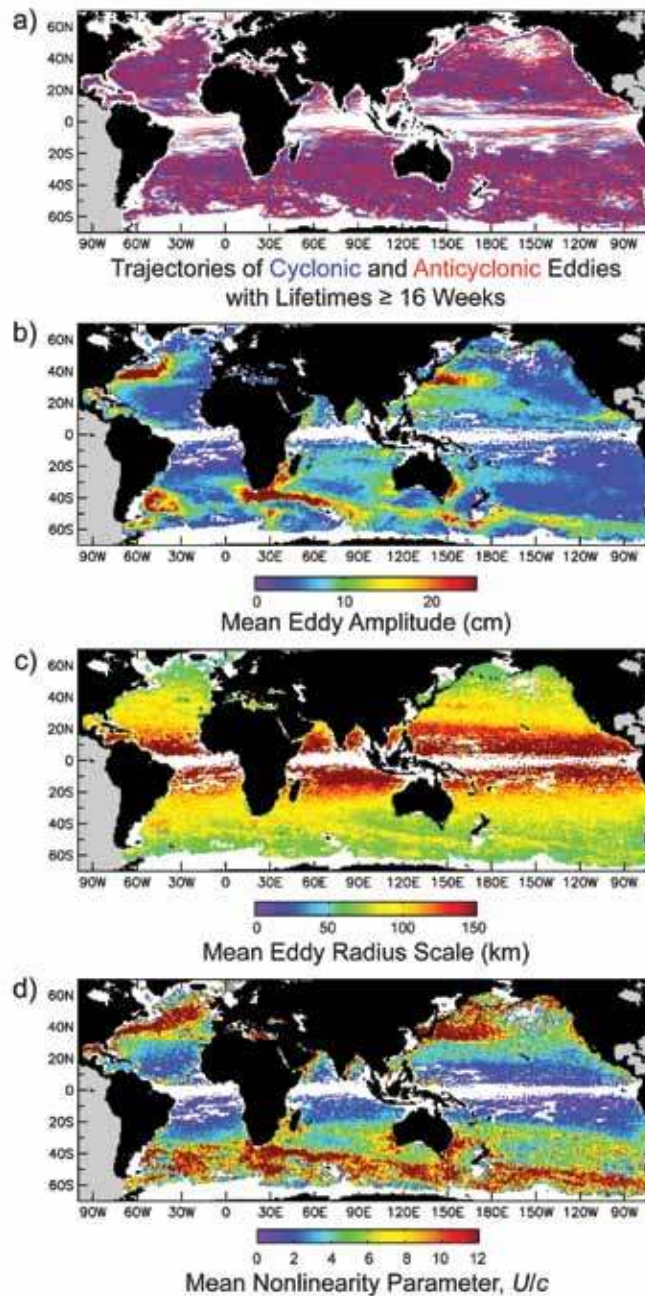 a)
60N
40N
20N
0
20S
40S
60S
90W 60W 30W 0 30E 60E 90E 120E 150E 180E 150W 120W 90W
Trajectories of Cyclonic and Anticyclonic Eddies
with Lifetimes ≥ 16 Weeks
b)
60N
40N
20N
0
20S
40S
60S
90W 60W 30W 0 30E 60E 90E 120E 150E 180E 150W 120W 90W
0 10 20
Mean Eddy Amplitude (cm)
c)
60N
40N
20N
0
20S
40S
60S
90W 60W 30W 0 30E 60E 90E 120E 150E 180E 150W 120W 90W
0 50 100 150
Mean Eddy Radius Scale (km)
d)
60N
40N
20N
0
20S
40S
60S
90W 60W 30W 0 30E 60E 90E 120E 150E 180E 150W 120W 90W
0 2 4 6 8 10 12
Mean Nonlinearity Parameter, U/c